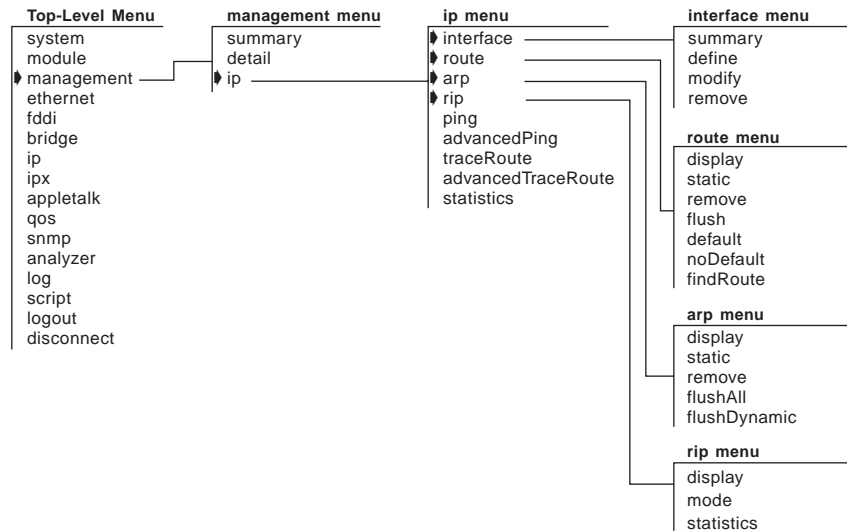 Top-Level Menu
system
module
management
ethernet
fddi
bridge
ip
ipx
appletalk
qos
snmp
analyzer
log
script
logout
disconnect
management menu
summary
detail
ip
ip menu
interface
route
arp
rip
ping
advancedPing
traceRoute
advancedTraceRoute
statistics
interface menu
summary
define
modify
remove
route menu
display
static
remove
flush
default
noDefault
findRoute
arp menu
display
static
remove
flushAll
flushDynamic
rip menu
display
mode
statistics